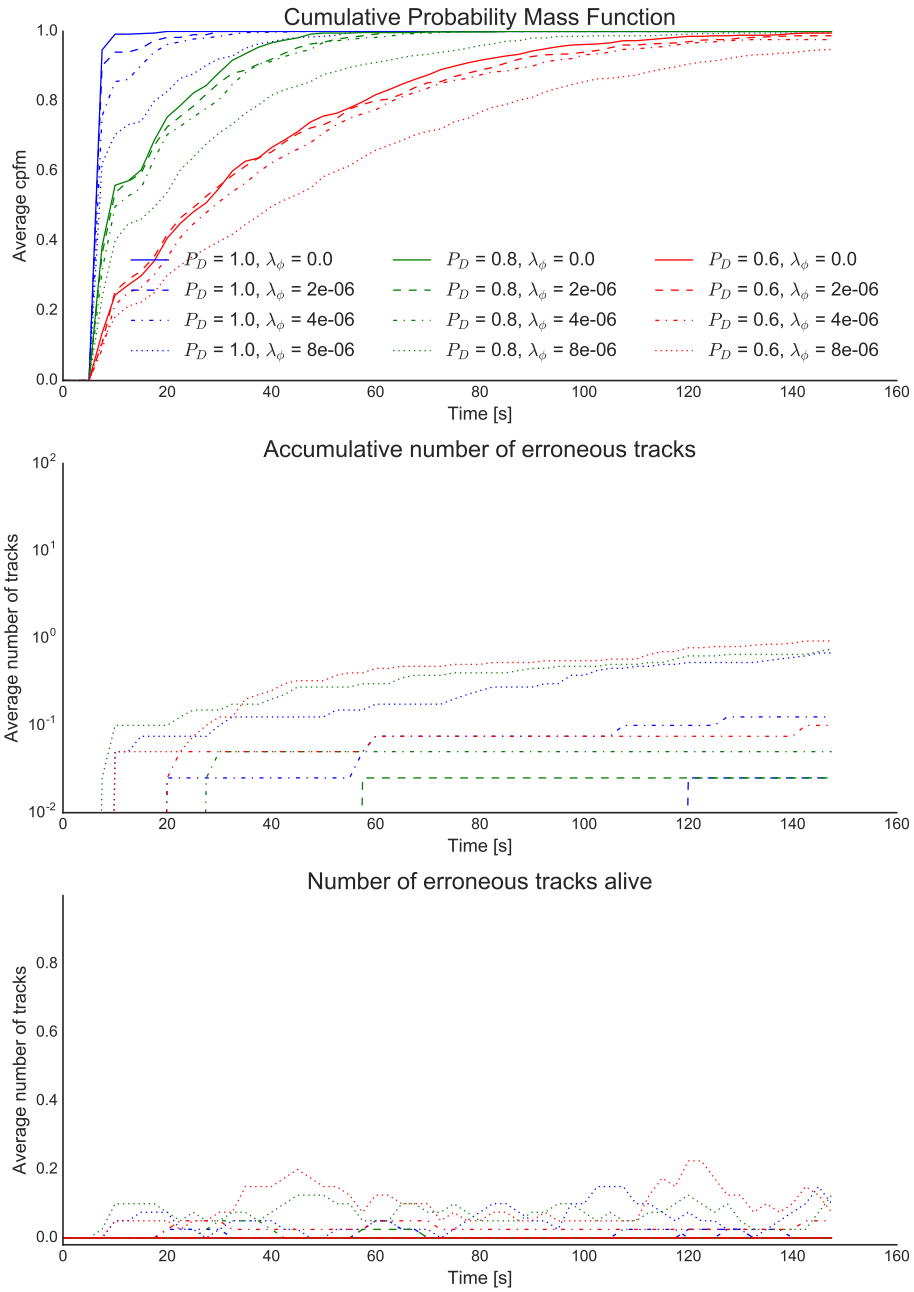 Cumulative Probability Mass Function
1.0
0.8
0.6
0.4
0.2
0.0
Average cpfm
P_D = 1.0, λ_ϕ = 0.0
P_D = 0.8, λ_ϕ = 0.0
P_D = 0.6, λ_ϕ = 0.0
P_D = 1.0, λ_ϕ = 2e-06
P_D = 0.8, λ_ϕ = 2e-06
P_D = 0.6, λ_ϕ = 2e-06
P_D = 1.0, λ_ϕ = 4e-06
P_D = 0.8, λ_ϕ = 4e-06
P_D = 0.6, λ_ϕ = 4e-06
P_D = 1.0, λ_ϕ = 8e-06
P_D = 0.8, λ_ϕ = 8e-06
P_D = 0.6, λ_ϕ = 8e-06
0 20 40 60 80 100 120 140 160
Time [s]
Accumulative number of erroneous tracks
10^2
10^1
10^0
10^-1
10^-2
Average number of tracks
0 20 40 60 80 100 120 140 160
Time [s]
Number of erroneous tracks alive
0.8
0.6
0.4
0.2
0.0
Average number of tracks
0 20 40 60 80 100 120 140 160
Time [s]